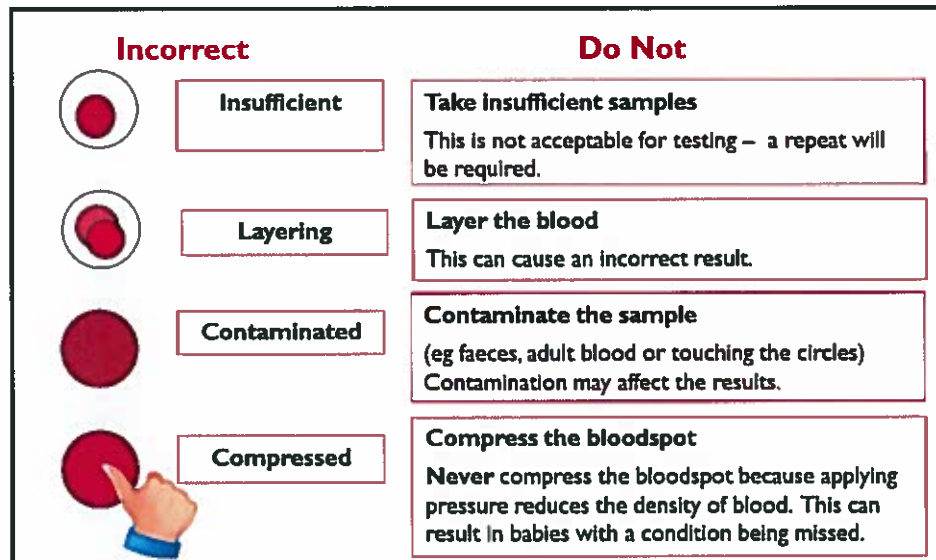 Incorrect
Do Not
Insufficient
Take insufficient samples
This is not acceptable for testing – a repeat will
be required.
Layering
Layer the blood
This can cause an incorrect result.
Contaminated
Contaminate the sample
(eg faeces, adult blood or touching the circles)
Contamination may affect the results.
Compressed
Compress the bloodspot
Never compress the bloodspot because applying
pressure reduces the density of blood. This can
result in babies with a condition being missed.